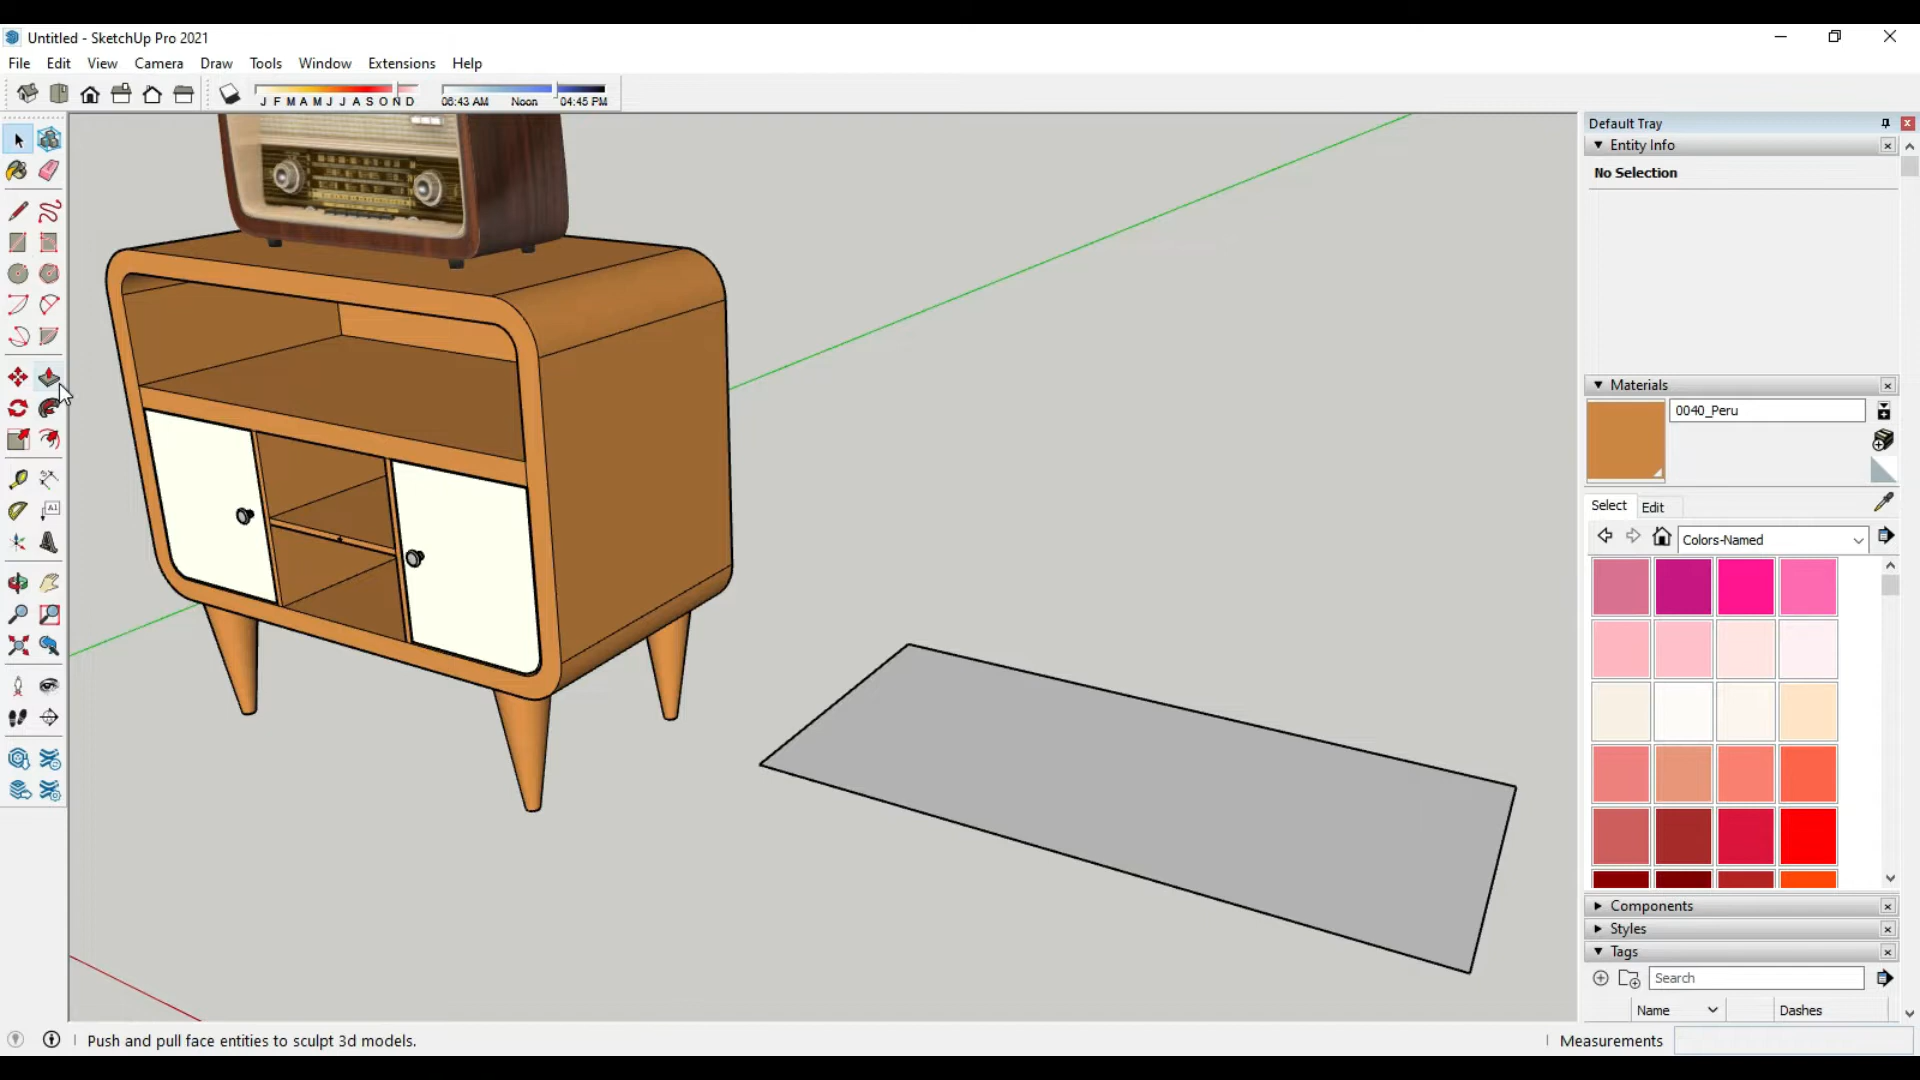 Untitled - SketchUp Pro 2021
File Edit View Camera Tools Draw Tools Window Extensions Help
J F M A M J J A S O N D 06:43 AM Noon 04:45 PM
Default Tray
Entity Info
No Selection
Materials
0040_Peru
Select Edit
Colors-Named
A1
Components
Styles
Tags
Search
Name Dashes
Push and pull face entities to sculpt 3d models. Measurements